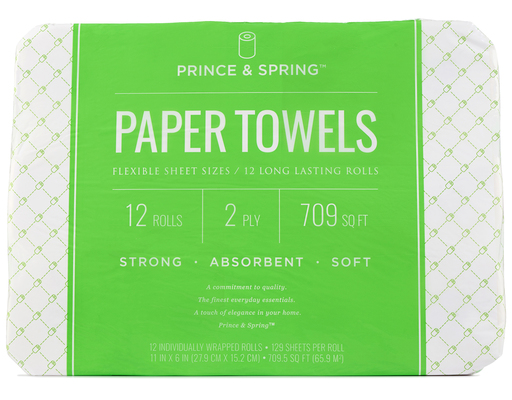 PRINCE & SPRING™
PAPER TOWELS
FLEXIBLE SHEET SIZES / 12 LONG LASTING ROLLS
12 ROLLS 2 PLY 709 SQ FT
STRONG · ABSORBENT · SOFT
A commitment to quality.
The finest everyday essentials.
A touch of elegance in your home.
Prince & Spring™
12 INDIVIDUALLY WRAPPED ROLLS • 129 SHEETS PER ROLL
11 IN X 6 IN (27.9 CM X 15.2 CM) • 709.5 SQ FT (65.9 M²)